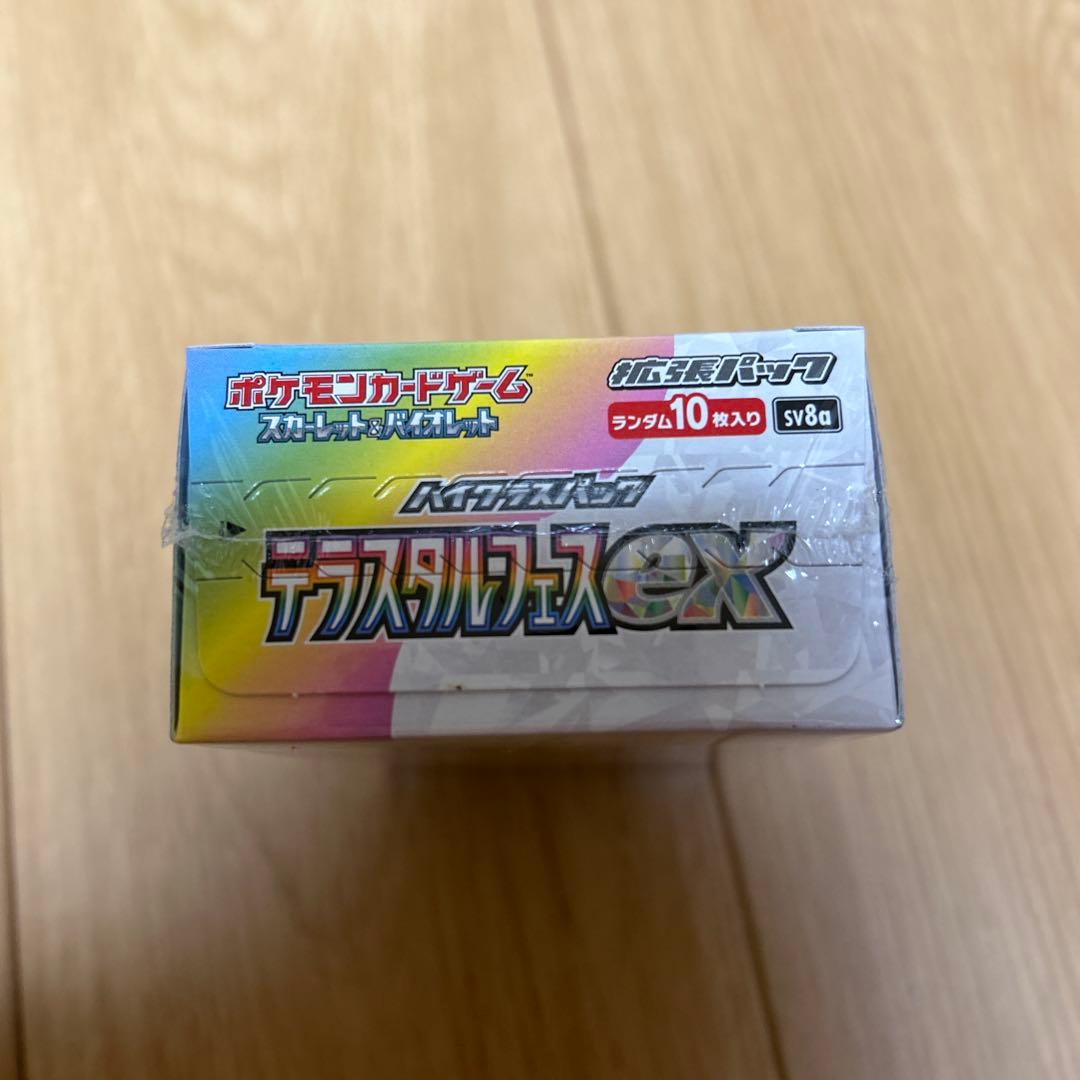 ポケモンカードゲーム™
スカーレット&バイオレット
拡張パック
ランダム10枚入り
SV8a
ハイクラスパック
テラスタルフェスex